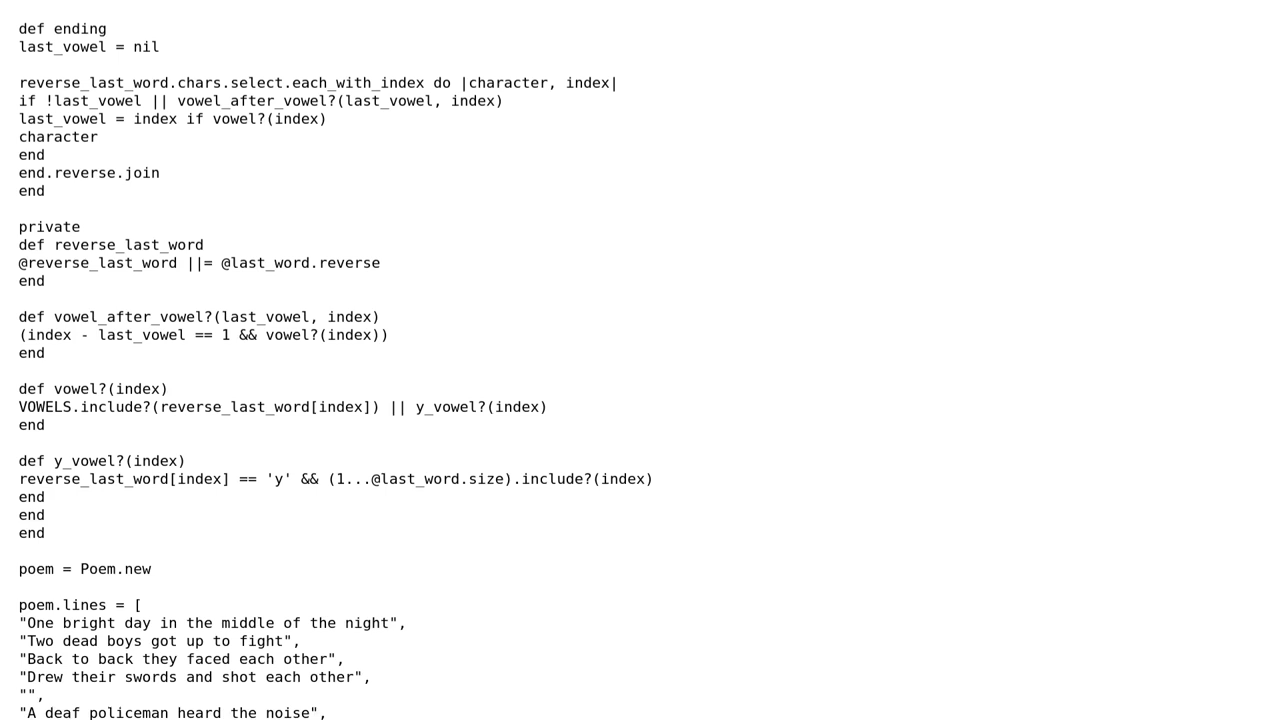 def ending
last_vowel = nil
reverse_last_word.chars.select.each_with_index do |character, index|
if !last_vowel || vowel_after_vowel?(last_vowel, index)
last_vowel = index if vowel?(index)
character
end
end.reverse.join
end
private
def reverse_last_word
@reverse_last_word ||= @last_word.reverse
end
def vowel_after_vowel?(last_vowel, index)
(index - last_vowel == 1 && vowel?(index))
end
def vowel?(index)
VOWELS.include?(reverse_last_word[index]) || y_vowel?(index)
end
def y_vowel?(index)
reverse_last_word[index] == 'y' && (1...@last_word.size).include?(index)
end
end
end
poem = Poem.new
poem.lines = [
"One bright day in the middle of the night",
"Two dead boys got up to fight",
"Back to back they faced each other",
"Drew their swords and shot each other",
"",
"A deaf policeman heard the noise",